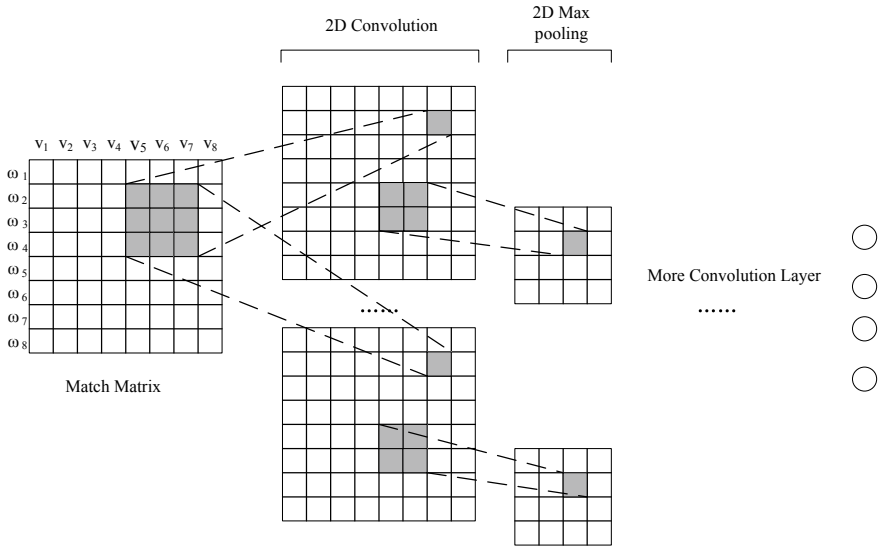 2D Convolution
2D Max
pooling
v1 v2 v3 v4 v5 v6 v7 v8
ω1
ω2
ω3
ω4
ω5
ω6
ω7
ω8
Match Matrix
......
More Convolution Layer
......